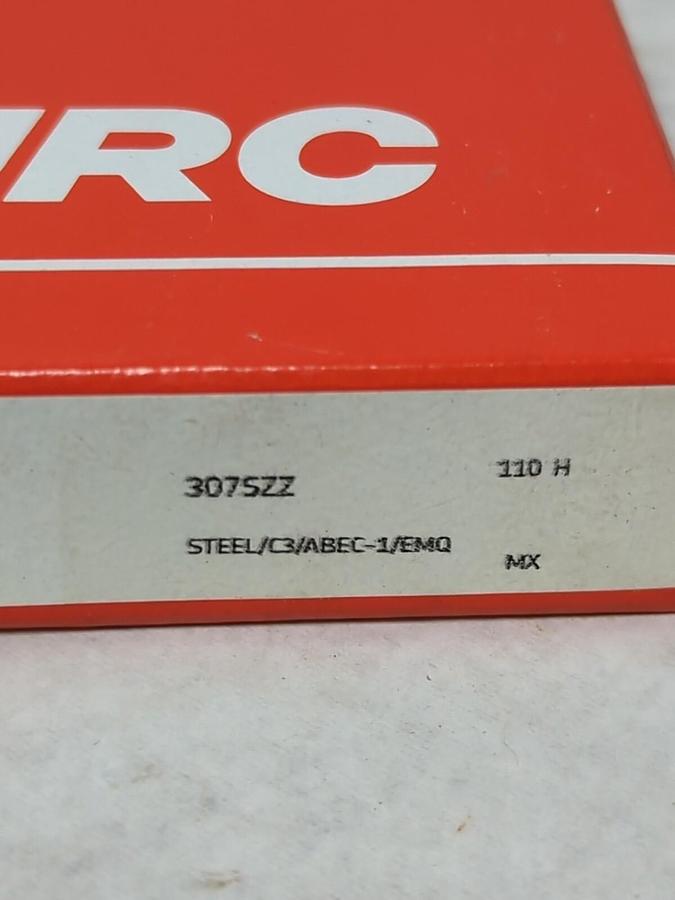 RC
307SZZ
110 H
STEEL/C3/ABEC-1/EMQ
MX